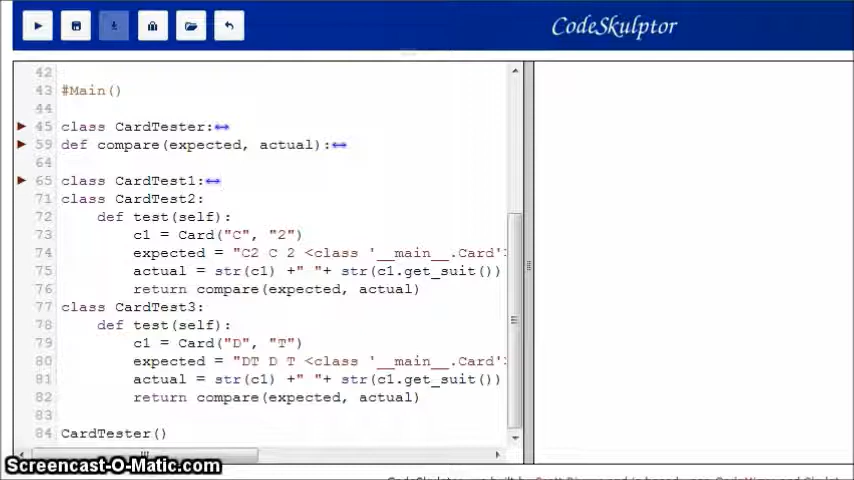 CodeSkulptor
42
43 #Main()
44
45 class CardTester:
59 def compare(expected, actual):
64
65 class CardTest1:
71 class CardTest2:
72 def test(self):
73 c1 = Card("C", "2")
74 expected = "C2 C 2 <class '__main__.Card'>
75 actual = str(c1) +" "+ str(c1.get_suit())
76 return compare(expected, actual)
77 class CardTest3:
78 def test(self):
79 c1 = Card("D", "T")
80 expected = "DT D T <class '__main__.Card'>
81 actual = str(c1) +" "+ str(c1.get_suit())
82 return compare(expected, actual)
83
84 CardTester()
Screencast-O-Matic.com